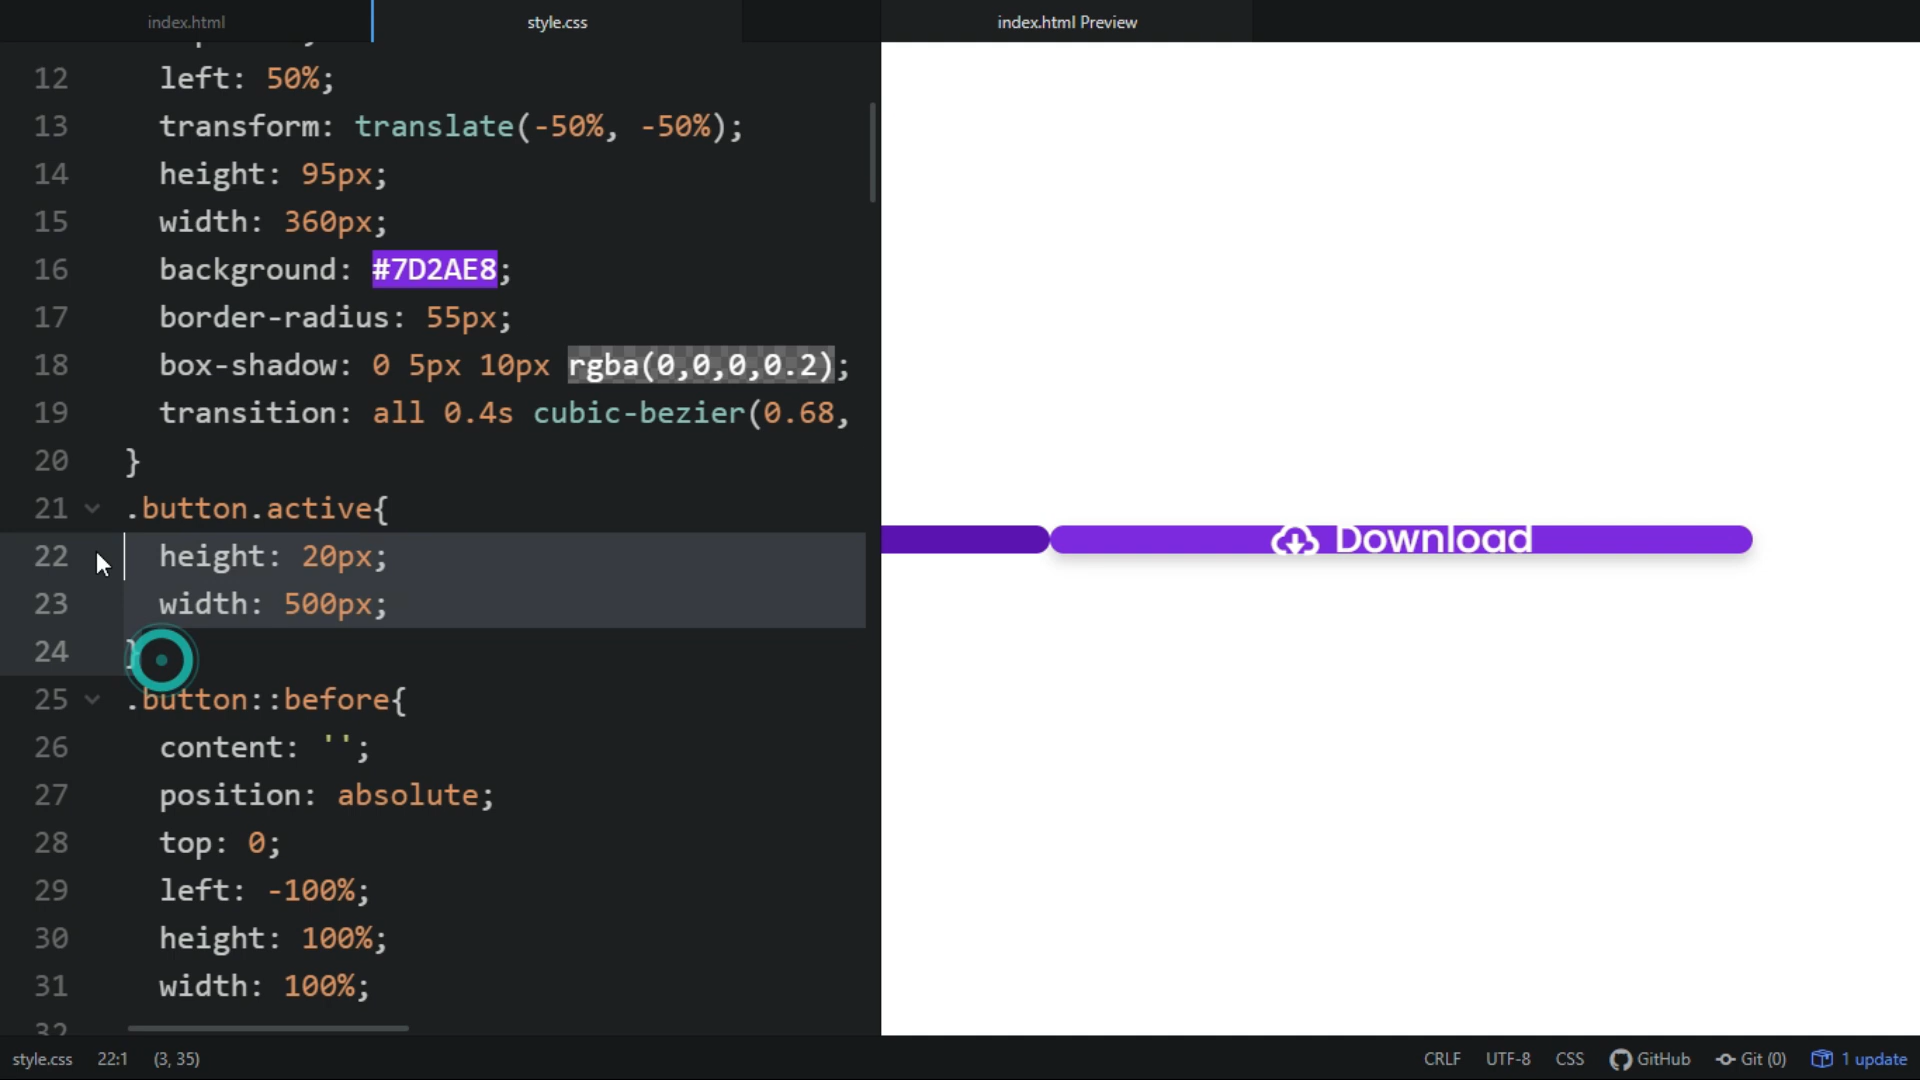 index.html
style.css
index.html Preview
12 left: 50%;
13 transform: translate(-50%, -50%);
14 height: 95px;
15 width: 360px;
16 background: #7D2AE8;
17 border-radius: 55px;
18 box-shadow: 0 5px 10px rgba(0,0,0,0.2);
19 transition: all 0.4s cubic-bezier(0.68,
20 }
21 .button.active{
22 height: 20px;
23 width: 500px;
24 }
25 .button::before{
26 content: '';
27 position: absolute;
28 top: 0;
29 left: -100%;
30 height: 100%;
31 width: 100%;
32
Download
style.css 22:1 (3, 35)
CRLF UTF-8 CSS GitHub Git (0) 1 update